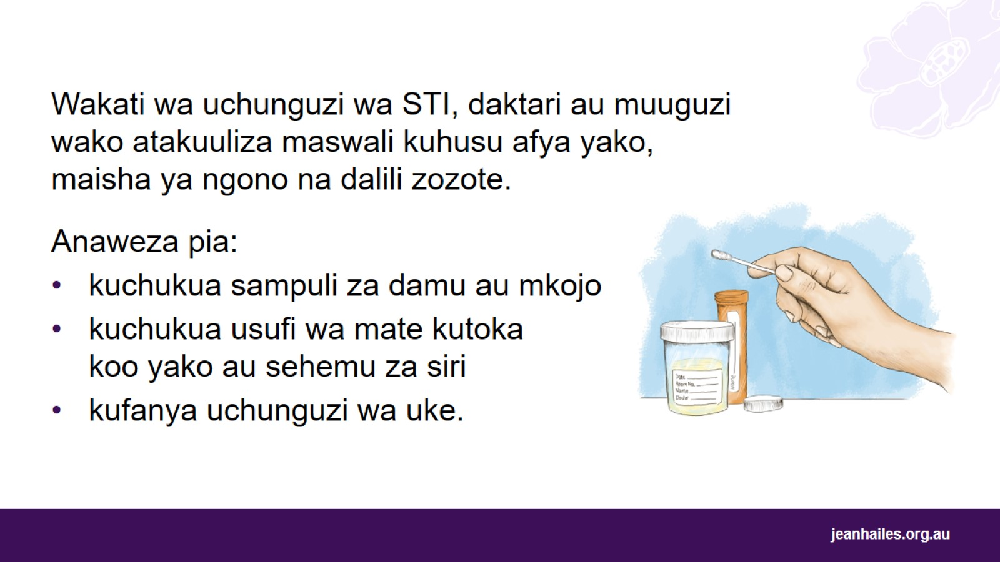 Wakati wa uchunguzi wa STI, daktari au muuguzi
wako atakuuliza maswali kuhusu afya yako,
maisha ya ngono na dalili zozote.
Anaweza pia:
• kuchukua sampuli za damu au mkojo
• kuchukua usufi wa mate kutoka
koo yako au sehemu za siri
• kufanya uchunguzi wa uke.
Date
Room No.
Name
Doctor
Name
jeanhailes.org.au